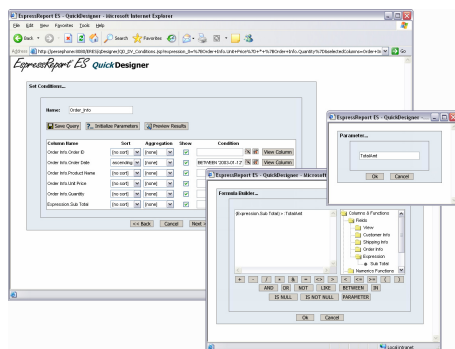 ExpressReport ES - QuickDesigner - Microsoft Internet Explorer
File Edit View Favorites Tools Help
Back Search Favorites
Address Go
EspressReport ES QuickDesigner
Set Conditions...
Name: Order_Info
Save Query Initialize Parameters Preview Results
Column Name Sort Aggregation Show Condition
Order Info.Order ID [no sort] [none] View Column
Order Info.Order Date ascending [none] BETWEEN '2003-01-12' View Column
Order Info.Product Name [no sort] [none]
Order Info.Unit Price [no sort] [none]
Order Info.Quantity [no sort] [none]
Expression.Sub Total [no sort] [none]
<< Back Cancel Next >
EspressReport ES - QuickDesigner -
Parameter...
TotalAmt
Ok Cancel
EspressReport ES - QuickDesigner - Microsoft
Formula Builder...
(Expression.Sub Total) > :TotalAmt
Columns & Functions
Fields
View
Customer Info
Shipping Info
Order Info
Expression
Sub Total
Numerics Functions
+ - / * & = <> > < <= >= ( )
AND OR NOT LIKE BETWEEN IN
IS NULL IS NOT NULL PARAMETER
Ok Cancel
Local intranet